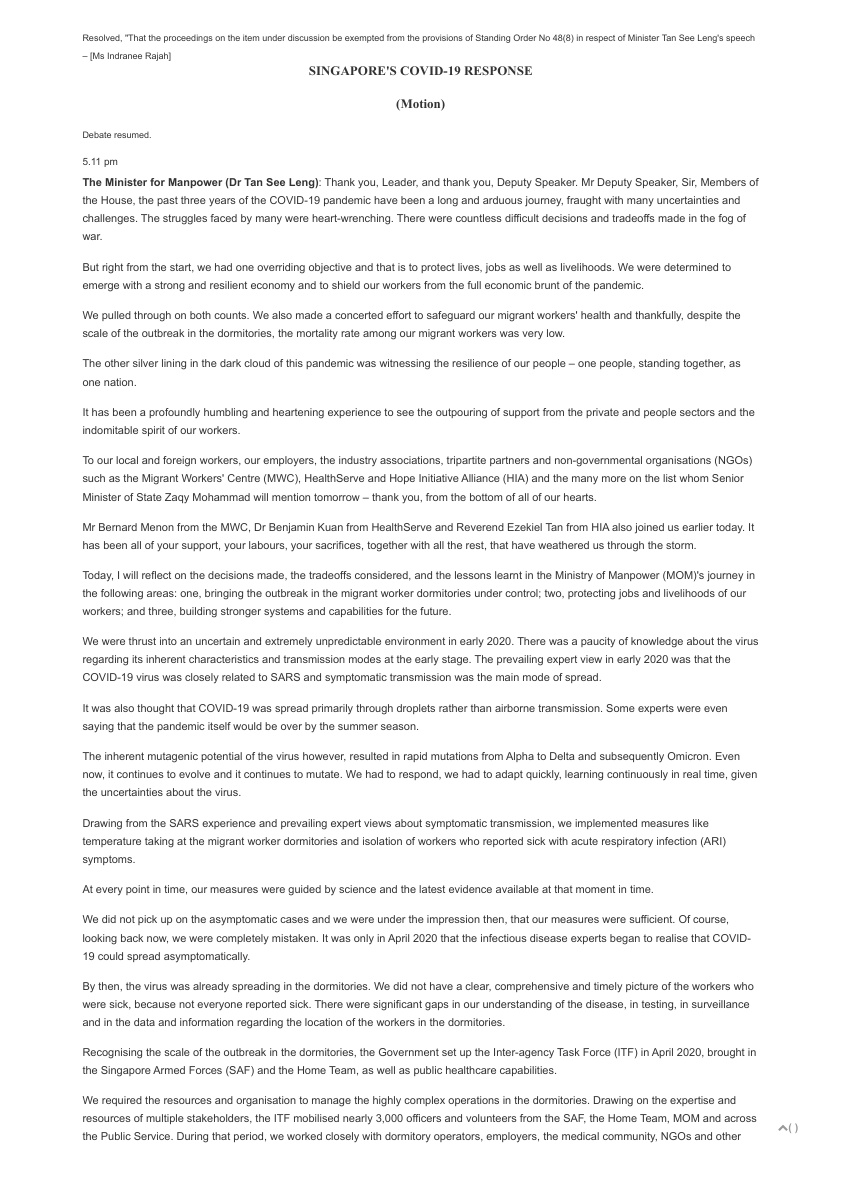 Resolved, "That the proceedings on the item under discussion be exempted from the provisions of Standing Order No 48(8) in respect of Minister Tan See Leng's speech
– [Ms Indranee Rajah]
SINGAPORE'S COVID-19 RESPONSE
(Motion)
Debate resumed.
5.11 pm
The Minister for Manpower (Dr Tan See Leng): Thank you, Leader, and thank you, Deputy Speaker. Mr Deputy Speaker, Sir, Members of
the House, the past three years of the COVID-19 pandemic have been a long and arduous journey, fraught with many uncertainties and
challenges. The struggles faced by many were heart-wrenching. There were countless difficult decisions and tradeoffs made in the fog of
war.
But right from the start, we had one overriding objective and that is to protect lives, jobs as well as livelihoods. We were determined to
emerge with a strong and resilient economy and to shield our workers from the full economic brunt of the pandemic.
We pulled through on both counts. We also made a concerted effort to safeguard our migrant workers' health and thankfully, despite the
scale of the outbreak in the dormitories, the mortality rate among our migrant workers was very low.
The other silver lining in the dark cloud of this pandemic was witnessing the resilience of our people – one people, standing together, as
one nation.
It has been a profoundly humbling and heartening experience to see the outpouring of support from the private and people sectors and the
indomitable spirit of our workers.
To our local and foreign workers, our employers, the industry associations, tripartite partners and non-governmental organisations (NGOs)
such as the Migrant Workers' Centre (MWC), HealthServe and Hope Initiative Alliance (HIA) and the many more on the list whom Senior
Minister of State Zaqy Mohammad will mention tomorrow – thank you, from the bottom of all of our hearts.
Mr Bernard Menon from the MWC, Dr Benjamin Kuan from HealthServe and Reverend Ezekiel Tan from HIA also joined us earlier today. It
has been all of your support, your labours, your sacrifices, together with all the rest, that have weathered us through the storm.
Today, I will reflect on the decisions made, the tradeoffs considered, and the lessons learnt in the Ministry of Manpower (MOM)'s journey in
the following areas: one, bringing the outbreak in the migrant worker dormitories under control; two, protecting jobs and livelihoods of our
workers; and three, building stronger systems and capabilities for the future.
We were thrust into an uncertain and extremely unpredictable environment in early 2020. There was a paucity of knowledge about the virus
regarding its inherent characteristics and transmission modes at the early stage. The prevailing expert view in early 2020 was that the
COVID-19 virus was closely related to SARS and symptomatic transmission was the main mode of spread.
It was also thought that COVID-19 was spread primarily through droplets rather than airborne transmission. Some experts were even
saying that the pandemic itself would be over by the summer season.
The inherent mutagenic potential of the virus however, resulted in rapid mutations from Alpha to Delta and subsequently Omicron. Even
now, it continues to evolve and it continues to mutate. We had to respond, we had to adapt quickly, learning continuously in real time, given
the uncertainties about the virus.
Drawing from the SARS experience and prevailing expert views about symptomatic transmission, we implemented measures like
temperature taking at the migrant worker dormitories and isolation of workers who reported sick with acute respiratory infection (ARI)
symptoms.
At every point in time, our measures were guided by science and the latest evidence available at that moment in time.
We did not pick up on the asymptomatic cases and we were under the impression then, that our measures were sufficient. Of course,
looking back now, we were completely mistaken. It was only in April 2020 that the infectious disease experts began to realise that COVID-
19 could spread asymptomatically.
By then, the virus was already spreading in the dormitories. We did not have a clear, comprehensive and timely picture of the workers who
were sick, because not everyone reported sick. There were significant gaps in our understanding of the disease, in testing, in surveillance
and in the data and information regarding the location of the workers in the dormitories.
Recognising the scale of the outbreak in the dormitories, the Government set up the Inter-agency Task Force (ITF) in April 2020, brought in
the Singapore Armed Forces (SAF) and the Home Team, as well as public healthcare capabilities.
We required the resources and organisation to manage the highly complex operations in the dormitories. Drawing on the expertise and
resources of multiple stakeholders, the ITF mobilised nearly 3,000 officers and volunteers from the SAF, the Home Team, MOM and across
the Public Service. During that period, we worked closely with dormitory operators, employers, the medical community, NGOs and other
( )